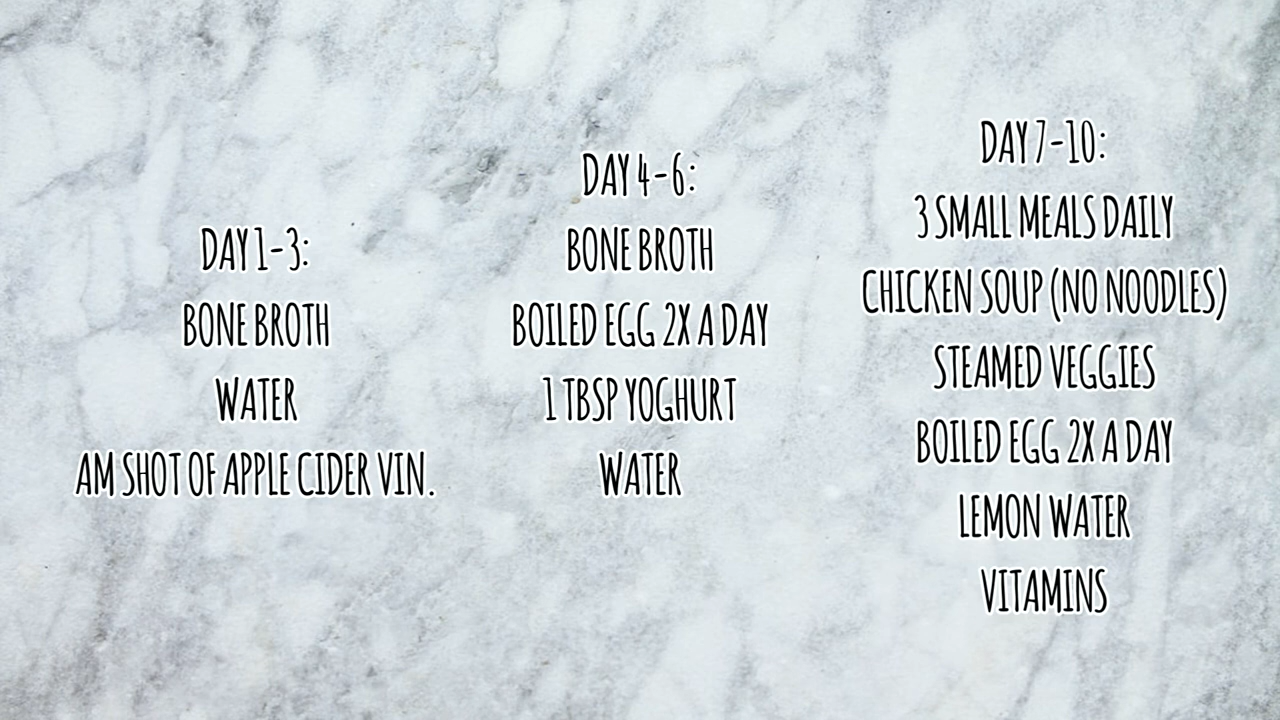 DAY 1-3:
BONE BROTH
WATER
AM SHOT OF APPLE CIDER VIN.
DAY 4-6:
BONE BROTH
BOILED EGG 2X A DAY
1 TBSP YOGHURT
WATER
DAY 7-10:
3 SMALL MEALS DAILY
CHICKEN SOUP (NO NOODLES)
STEAMED VEGGIES
BOILED EGG 2X A DAY
LEMON WATER
VITAMINS